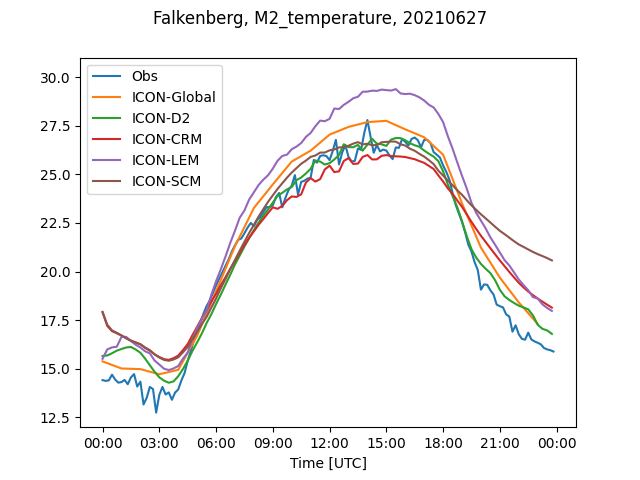 Falkenberg, M2_temperature, 20210627
Obs
ICON-Global
ICON-D2
ICON-CRM
ICON-LEM
ICON-SCM
30.0
27.5
25.0
22.5
20.0
17.5
15.0
12.5
00:00 03:00 06:00 09:00 12:00 15:00 18:00 21:00 00:00
Time [UTC]